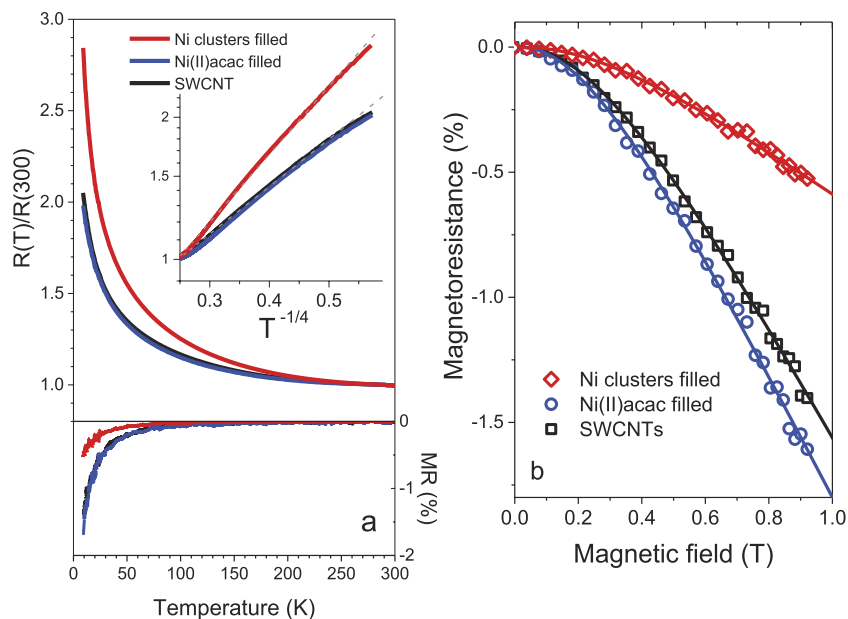 Ni clusters filled
Ni(II)acac filled
SWCNT
3.0
2.5
2.0
1.5
1.0
R(T)/R(300)
2
1.5
1
0.3
0.4
0.5
T -1/4
0
-1
-2
MR (%)
a
0
50
100
150
200
250
300
Temperature (K)
0.0
-0.5
-1.0
-1.5
Magnetoresistance (%)
Ni clusters filled
Ni(II)acac filled
SWCNTs
b
0.0
0.2
0.4
0.6
0.8
1.0
Magnetic field (T)